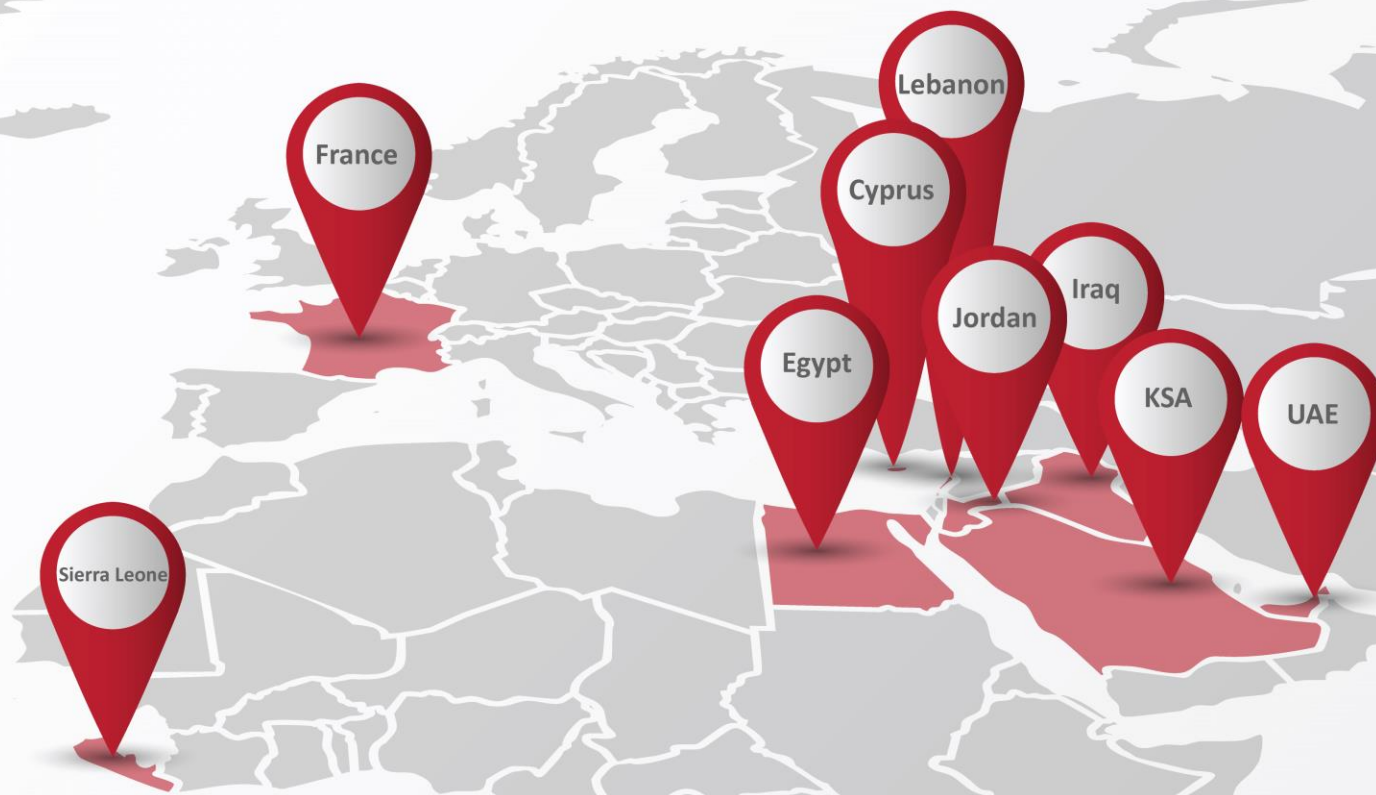 Lebanon
France
Cyprus
Iraq
Jordan
Egypt
KSA
UAE
Sierra Leone